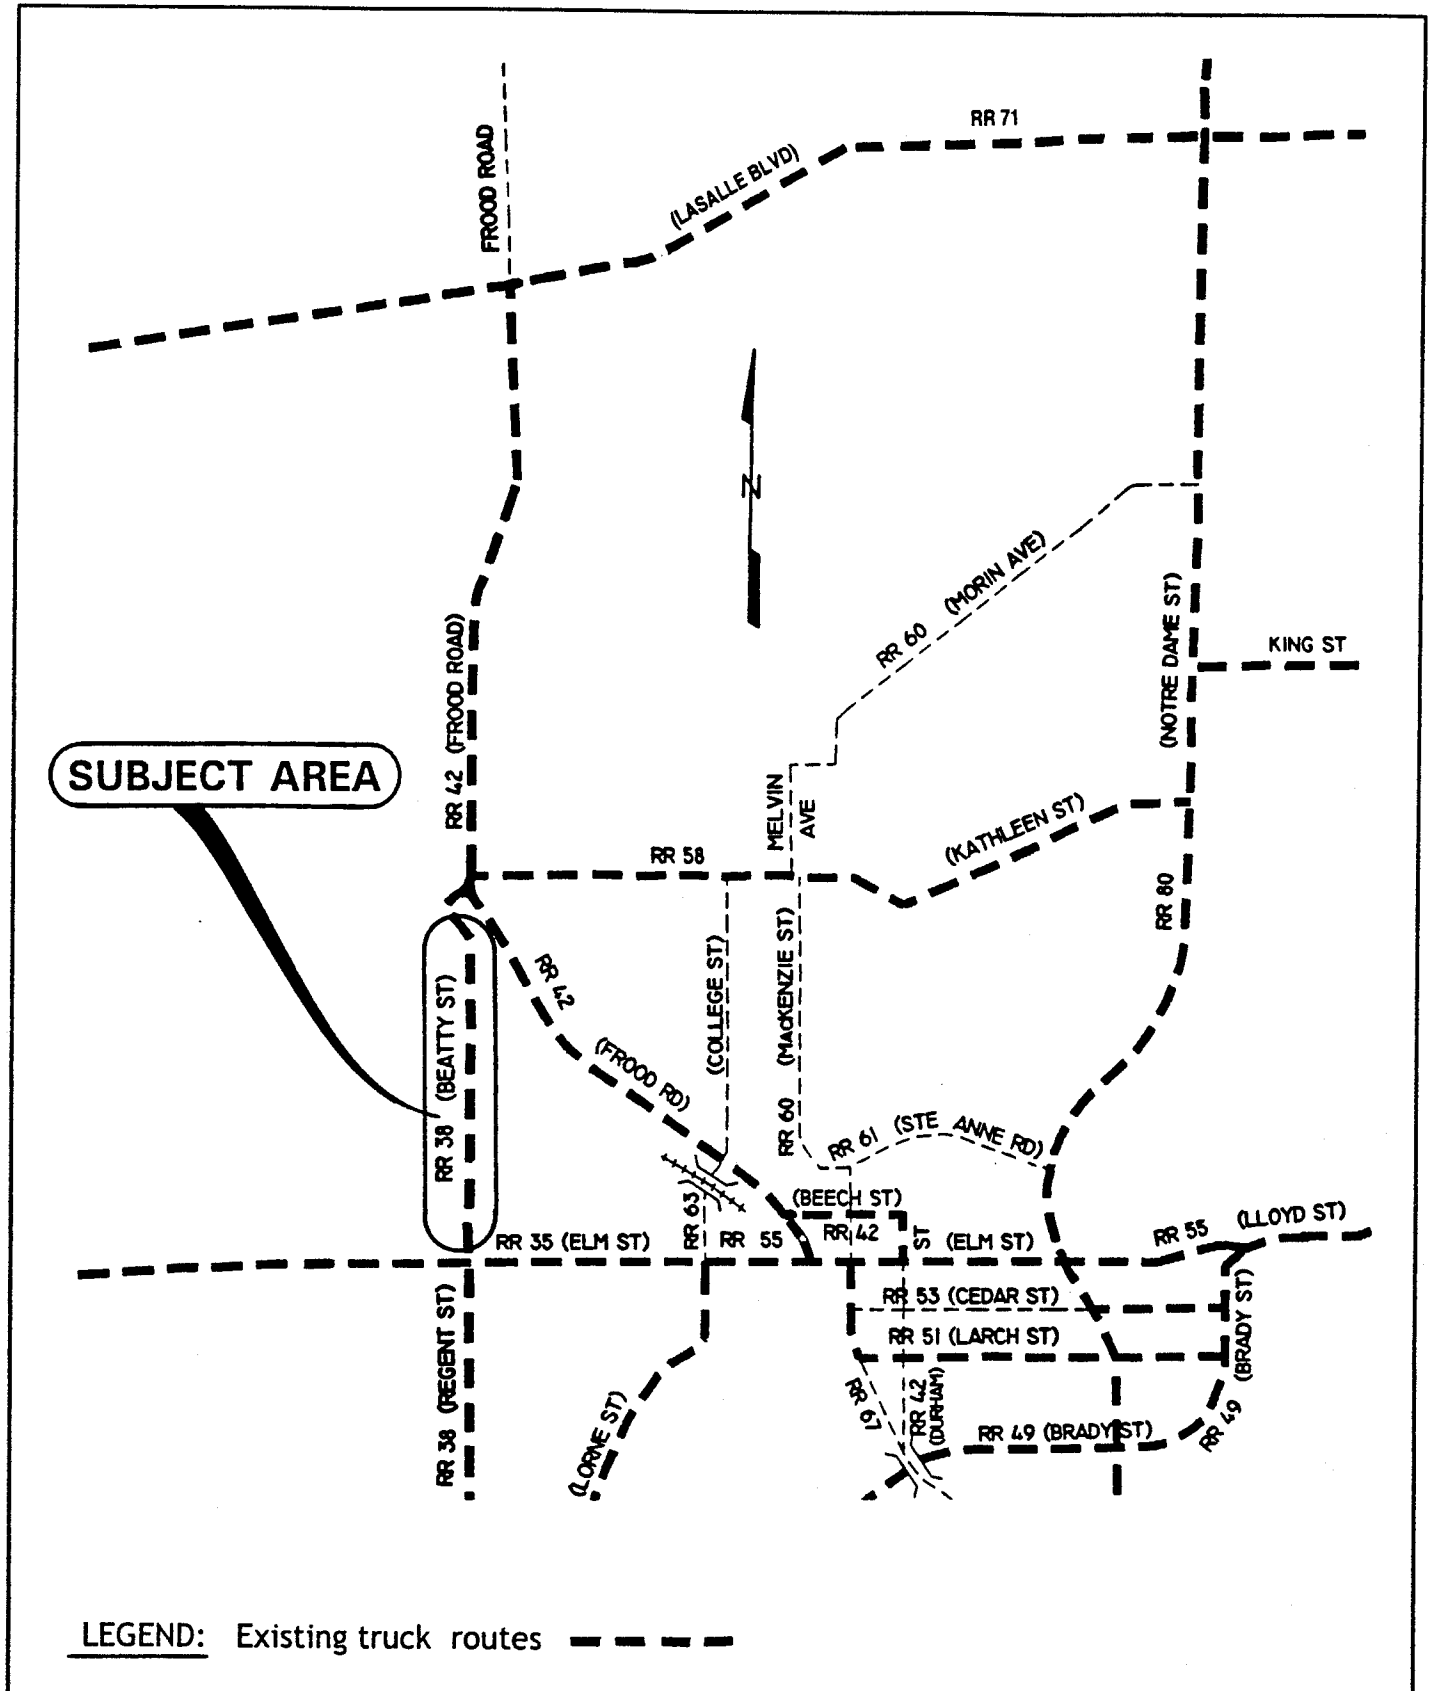 RR 71
(LASALLE BLVD)
FROOD ROAD
N
RR 60 (MORIN AVE)
(NOTRE DAME ST)
KING ST
RR 42 (FROOD ROAD)
SUBJECT AREA
MELVIN
AVE
RR 58
(KATHLEEN ST)
RR 80
RR 42
(FROOD RD)
(COLLEGE ST)
RR 60 (MACKENZIE ST)
RR 38 (BEATTY ST)
RR 61 (STE ANNE RD)
(BEECH ST)
RR 42
ST
RR 63
RR 35 (ELM ST)
RR 55
(ELM ST)
RR 55 (LLOYD ST)
RR 53 (CEDAR ST)
RR 51 (LARCH ST)
(BRADY ST)
RR 38 (REGENT ST)
(LORNE ST)
RR 67
RR 42
(DURHAM)
RR 49 (BRADY ST)
RR 49
LEGEND: Existing truck routes